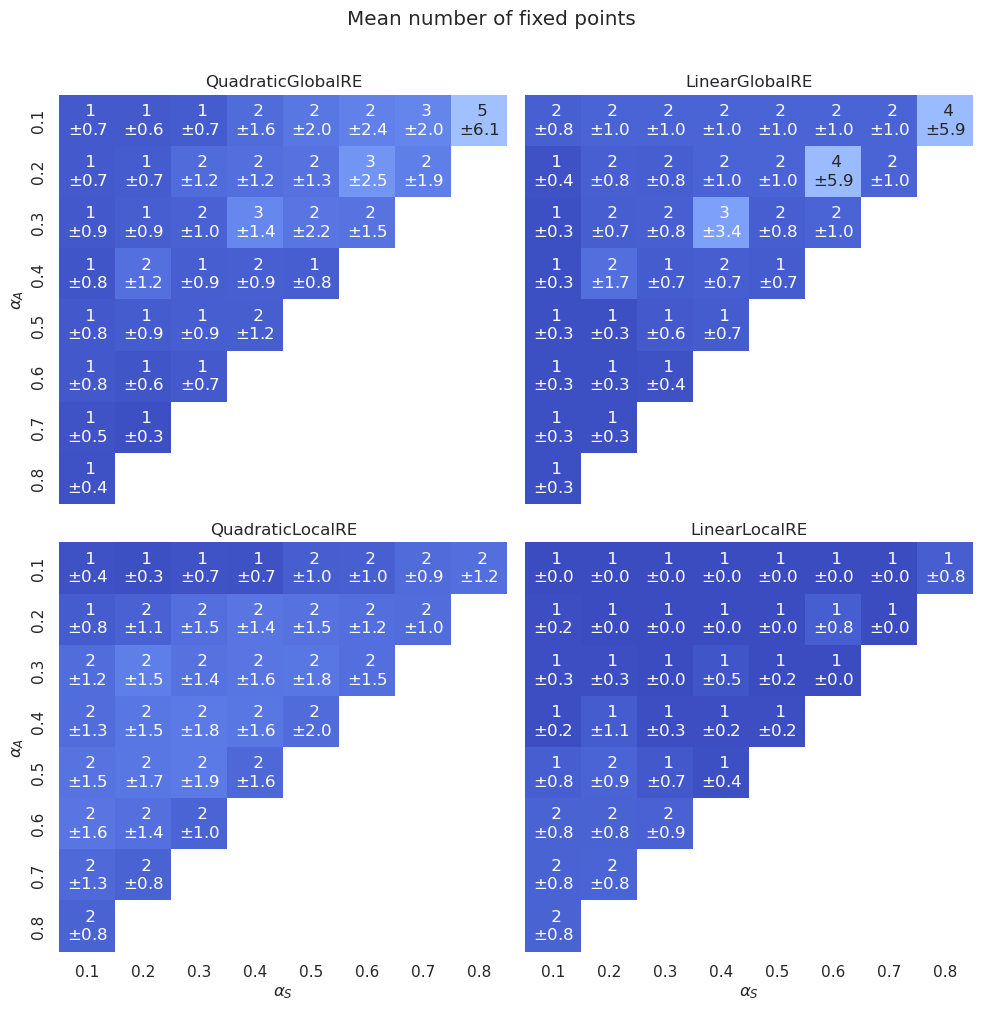 Mean number of fixed points
QuadraticGlobalRE
0.1
1 1 1 2 2 2 3 5
±0.7 ±0.6 ±0.7 ±1.6 ±2.0 ±2.4 ±2.0 ±6.1
0.2
1 1 2 2 2 3 2
±0.7 ±0.7 ±1.2 ±1.2 ±1.3 ±2.5 ±1.9
0.3
1 1 2 3 2 2
±0.9 ±0.9 ±1.0 ±1.4 ±2.2 ±1.5
0.4
1 2 1 2 1
±0.8 ±1.2 ±0.9 ±0.9 ±0.8
α_A
0.5
1 1 1 2
±0.8 ±0.9 ±0.9 ±1.2
0.6
1 1 1
±0.8 ±0.6 ±0.7
0.7
1 1
±0.5 ±0.3
0.8
1
±0.4
LinearGlobalRE
2 2 2 2 2 2 2 4
±0.8 ±1.0 ±1.0 ±1.0 ±1.0 ±1.0 ±1.0 ±5.9
1 2 2 2 2 4 2
±0.4 ±0.8 ±0.8 ±1.0 ±1.0 ±5.9 ±1.0
1 2 2 3 2 2
±0.3 ±0.7 ±0.8 ±3.4 ±0.8 ±1.0
1 2 1 2 1
±0.3 ±1.7 ±0.7 ±0.7 ±0.7
1 1 1 1
±0.3 ±0.3 ±0.6 ±0.7
1 1 1
±0.3 ±0.3 ±0.4
1 1
±0.3 ±0.3
1
±0.3
QuadraticLocalRE
0.1
1 1 1 1 2 2 2 2
±0.4 ±0.3 ±0.7 ±0.7 ±1.0 ±1.0 ±0.9 ±1.2
0.2
1 2 2 2 2 2 2
±0.8 ±1.1 ±1.5 ±1.4 ±1.5 ±1.2 ±1.0
0.3
2 2 2 2 2 2
±1.2 ±1.5 ±1.4 ±1.6 ±1.8 ±1.5
0.4
2 2 2 2 2
±1.3 ±1.5 ±1.8 ±1.6 ±2.0
α_A
0.5
2 2 2 2
±1.5 ±1.7 ±1.9 ±1.6
0.6
2 2 2
±1.6 ±1.4 ±1.0
0.7
2 2
±1.3 ±0.8
0.8
2
±0.8
0.1 0.2 0.3 0.4 0.5 0.6 0.7 0.8
α_S
LinearLocalRE
1 1 1 1 1 1 1 1
±0.0 ±0.0 ±0.0 ±0.0 ±0.0 ±0.0 ±0.0 ±0.8
1 1 1 1 1 1 1
±0.2 ±0.0 ±0.0 ±0.0 ±0.0 ±0.8 ±0.0
1 1 1 1 1 1
±0.3 ±0.3 ±0.0 ±0.5 ±0.2 ±0.0
1 2 1 1 1
±0.2 ±1.1 ±0.3 ±0.2 ±0.2
1 2 1 1
±0.8 ±0.9 ±0.7 ±0.4
2 2 2
±0.8 ±0.8 ±0.9
2 2
±0.8 ±0.8
2
±0.8
0.1 0.2 0.3 0.4 0.5 0.6 0.7 0.8
α_S